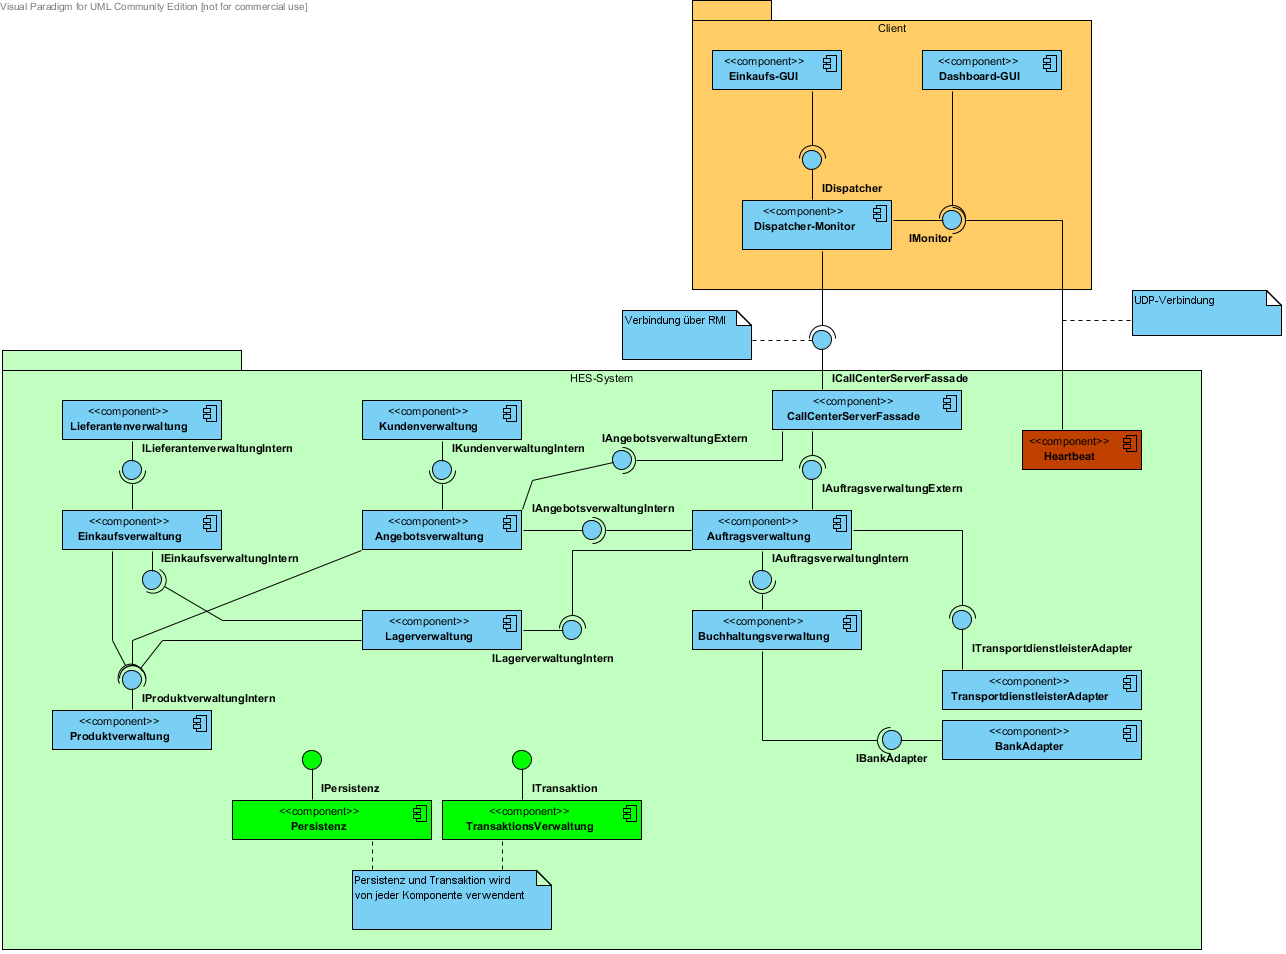 Visual Paradigm for UML Community Edition [not for commercial use]
Client
<<component>>
Einkaufs-GUI
<<component>>
Dashboard-GUI
IDispatcher
<<component>>
Dispatcher-Monitor
IMonitor
UDP-Verbindung
Verbindung über RMI
HES-System
ICallCenterServerFassade
<<component>>
Lieferantenverwaltung
<<component>>
Kundenverwaltung
<<component>>
CallCenterServerFassade
ILieferantenverwaltungIntern
IKundenverwaltungIntern
IAngebotsverwaltungExtern
<<component>>
Heartbeat
IAuftragsverwaltungExtern
<<component>>
Einkaufsverwaltung
<<component>>
Angebotsverwaltung
IAngebotsverwaltungIntern
<<component>>
Auftragsverwaltung
IEinkaufsverwaltungIntern
IAuftragsverwaltungIntern
<<component>>
Lagerverwaltung
<<component>>
Buchhaltungsverwaltung
ILagerverwaltungIntern
ITransportdienstleisterAdapter
<<component>>
TransportdienstleisterAdapter
IProduktverwaltungIntern
<<component>>
Produktverwaltung
<<component>>
BankAdapter
IBankAdapter
IPersistenz
ITransaktion
<<component>>
Persistenz
<<component>>
TransaktionsVerwaltung
Persistenz und Transaktion wird
von jeder Komponente verwendent